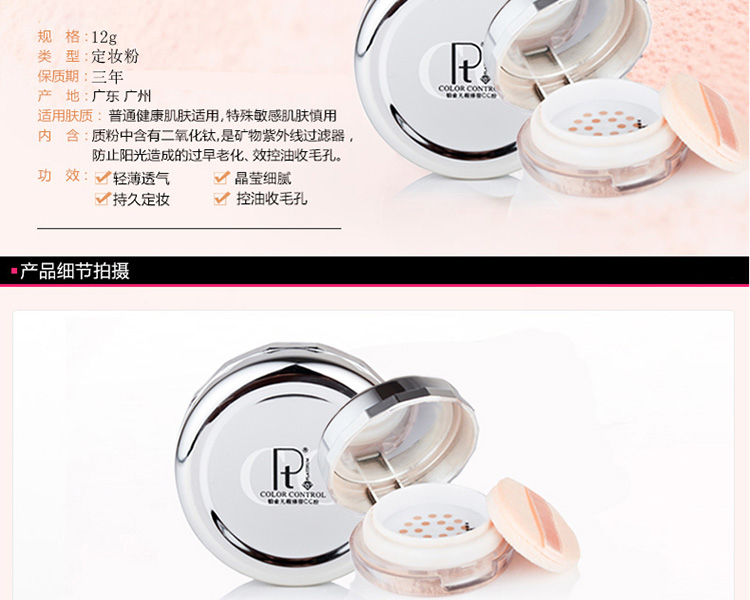 规 格：12g
类 型：定妆粉
保质期：三年
产 地：广东 广州
适用肤质：普通健康肌肤适用，特殊敏感肌肤慎用
内 含：质粉中含有二氧化钛，是矿物紫外线过滤器，
防止阳光造成的过早老化、效控油收毛孔。
功 效：轻薄透气 晶莹细腻
持久定妆 控油收毛孔
Pt
COLOR CONTROL
产品细节拍摄
Pt
COLOR CONTROL